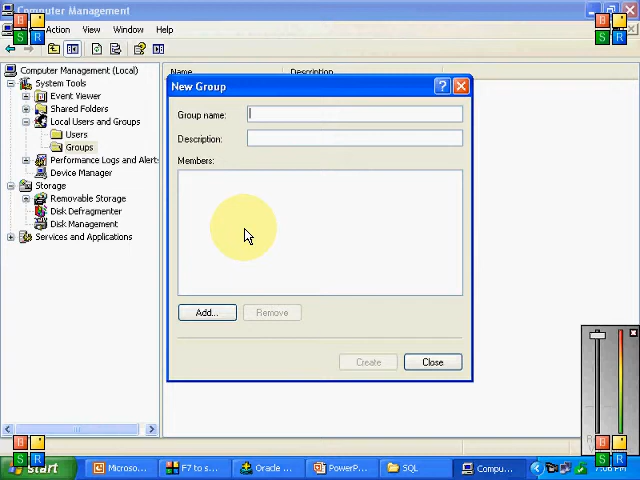 Computer Management
Action View Window Help
Computer Management (Local)
System Tools
Event Viewer
Shared Folders
Local Users and Groups
Users
Groups
Performance Logs and Alerts
Device Manager
Storage
Removable Storage
Disk Defragmenter
Disk Management
Services and Applications
Name Description
New Group
Group name:
Description:
Members:
Add...
Remove
Create
Close
B
S R
B
S R
B
S R
B
S R
start
Microso...
F7 to s...
Oracle ...
PowerP...
SQL
Compu...
7:06 PM